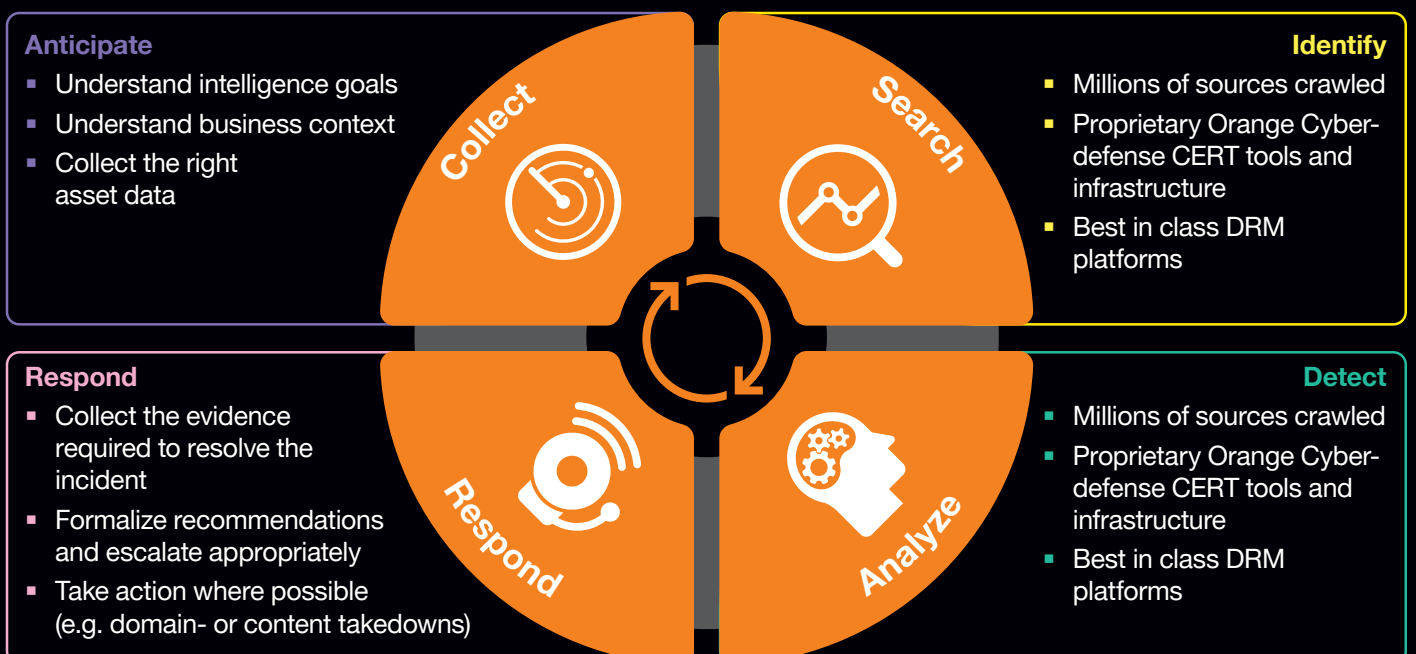 Anticipate
▪ Understand intelligence goals
▪ Understand business context
▪ Collect the right
asset data
Collect
Search
Identify
▪ Millions of sources crawled
▪ Proprietary Orange Cyber-
defense CERT tools and
infrastructure
▪ Best in class DRM
platforms
Respond
▪ Collect the evidence
required to resolve the
incident
▪ Formalize recommendations
and escalate appropriately
▪ Take action where possible
(e.g. domain- or content takedowns)
Respond
Analyze
Detect
▪ Millions of sources crawled
▪ Proprietary Orange Cyber-
defense CERT tools and
infrastructure
▪ Best in class DRM
platforms